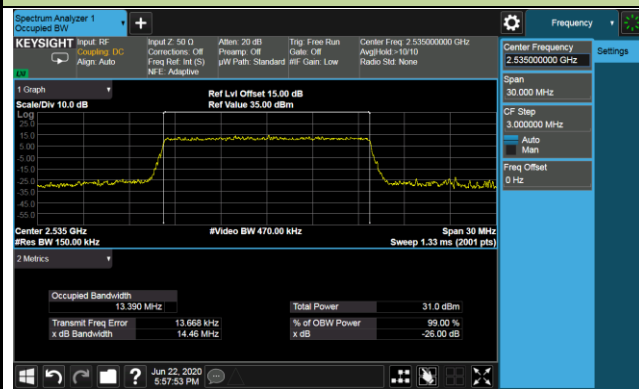 Spectrum Analyzer 1
Occupied BW
+
Frequency
KEYSIGHT
Input: RF
Coupling: DC
Align: Auto
Input Z: 50 Ω
Corrections: Off
Freq Ref: Int (S)
NFE: Adaptive
Atten: 20 dB
Preamp: Off
µW Path: Standard
Trig: Free Run
Gate: Off
#IF Gain: Low
Center Freq: 2.535000000 GHz
Avg|Hold:>10/10
Radio Std: None
Center Frequency
2.535000000 GHz
Settings
Span
30.000 MHz
CF Step
3.000000 MHz
Auto
Man
Freq Offset
0 Hz
1 Graph
Scale/Div 10.0 dB
Ref Lvl Offset 15.00 dB
Ref Value 35.00 dBm
Log
25.0
15.0
5.00
-5.00
-15.0
-25.0
-35.0
-45.0
-55.0
Center 2.535 GHz
#Res BW 150.00 kHz
#Video BW 470.00 kHz
Span 30 MHz
Sweep 1.33 ms (2001 pts)
2 Metrics
Occupied Bandwidth
13.390 MHz
Total Power 31.0 dBm
Transmit Freq Error 13.668 kHz
% of OBW Power 99.00 %
x dB Bandwidth 14.46 MHz
x dB -26.00 dB
?
Jun 22, 2020
5:57:53 PM